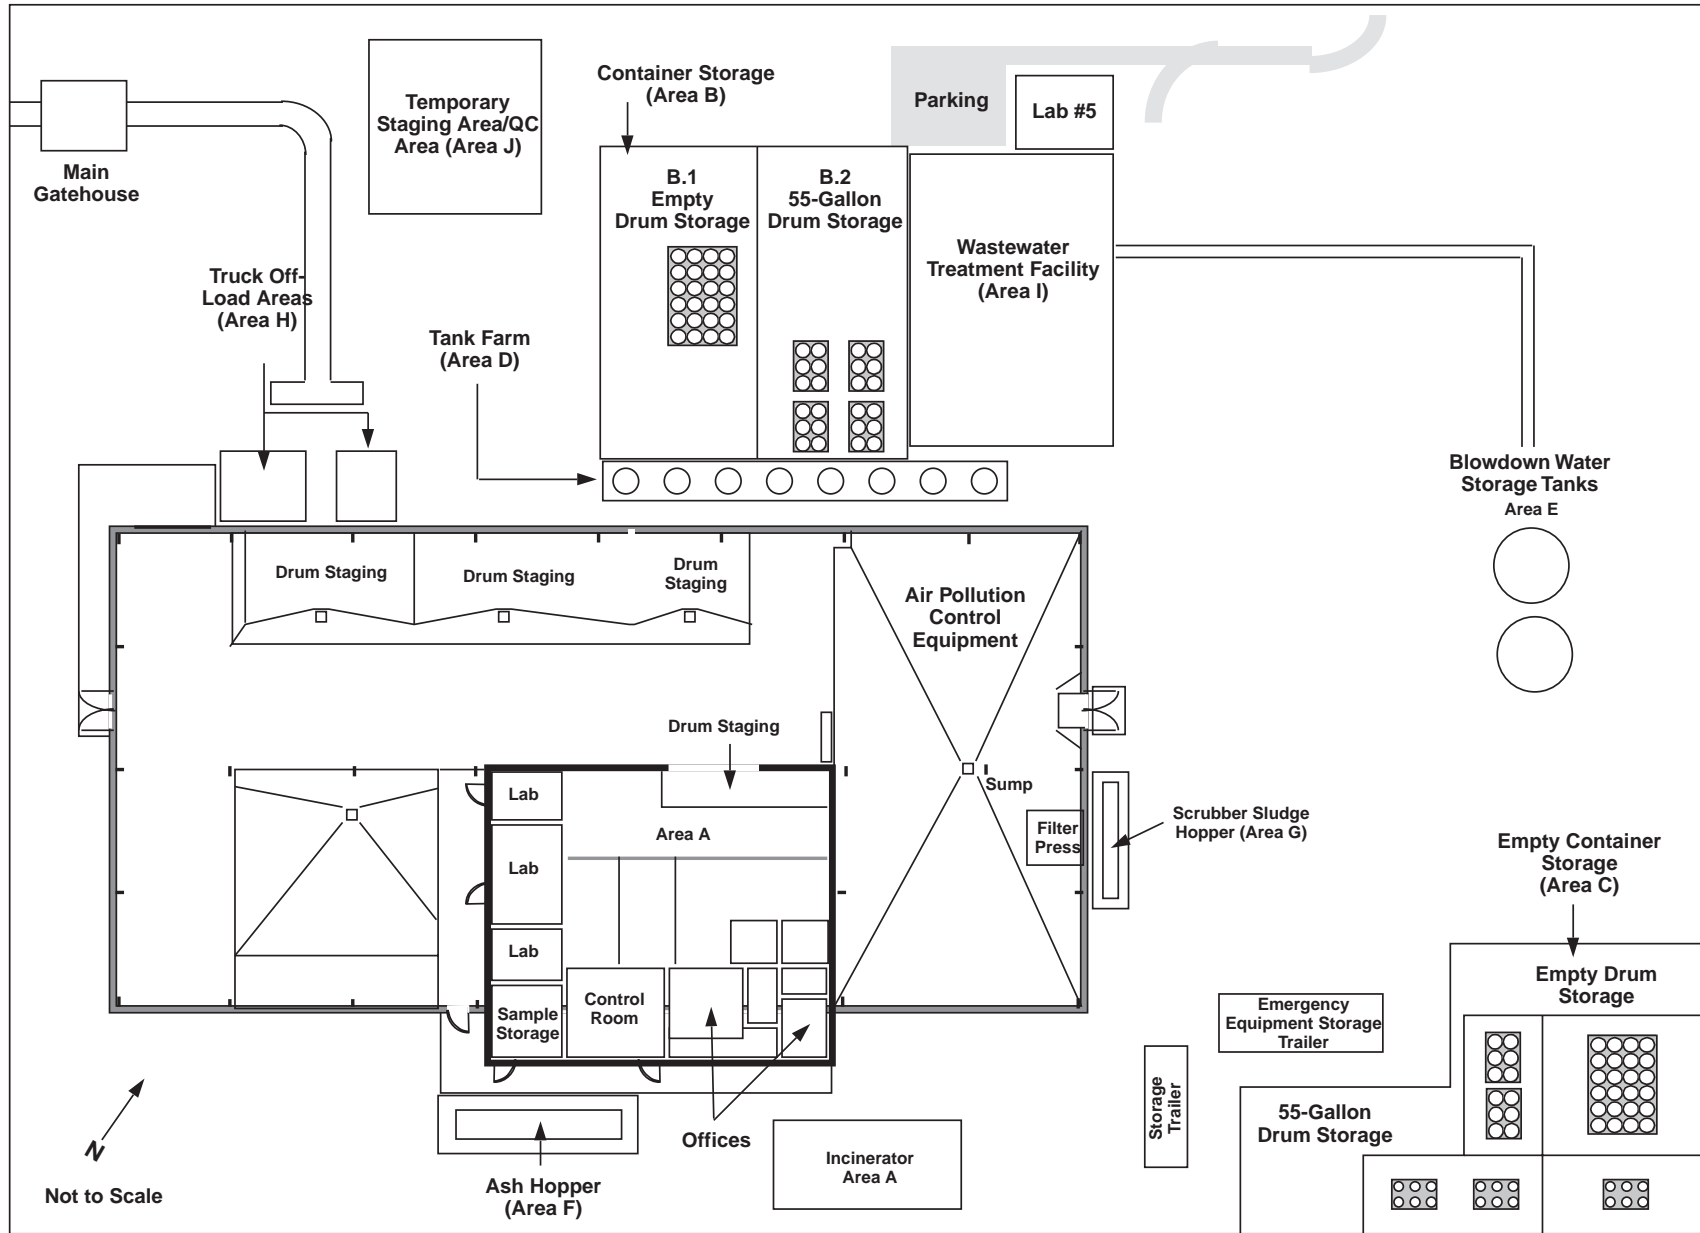 Temporary
Staging Area/QC
Area (Area J)
Container Storage
(Area B)
Parking
Lab #5
Main
Gatehouse
B.1
Empty
Drum Storage
B.2
55-Gallon
Drum Storage
Wastewater
Treatment Facility
(Area I)
Truck Off-
Load Areas
(Area H)
Tank Farm
(Area D)
Blowdown Water
Storage Tanks
Area E
Drum Staging
Drum Staging
Drum
Staging
Air Pollution
Control
Equipment
Drum Staging
Sump
Lab
Area A
Filter
Press
Scrubber Sludge
Hopper (Area G)
Lab
Empty Container
Storage
(Area C)
Lab
Empty Drum
Storage
Sample
Storage
Control
Room
Emergency
Equipment Storage
Trailer
Storage
Trailer
55-Gallon
Drum Storage
Offices
N
Not to Scale
Ash Hopper
(Area F)
Incinerator
Area A